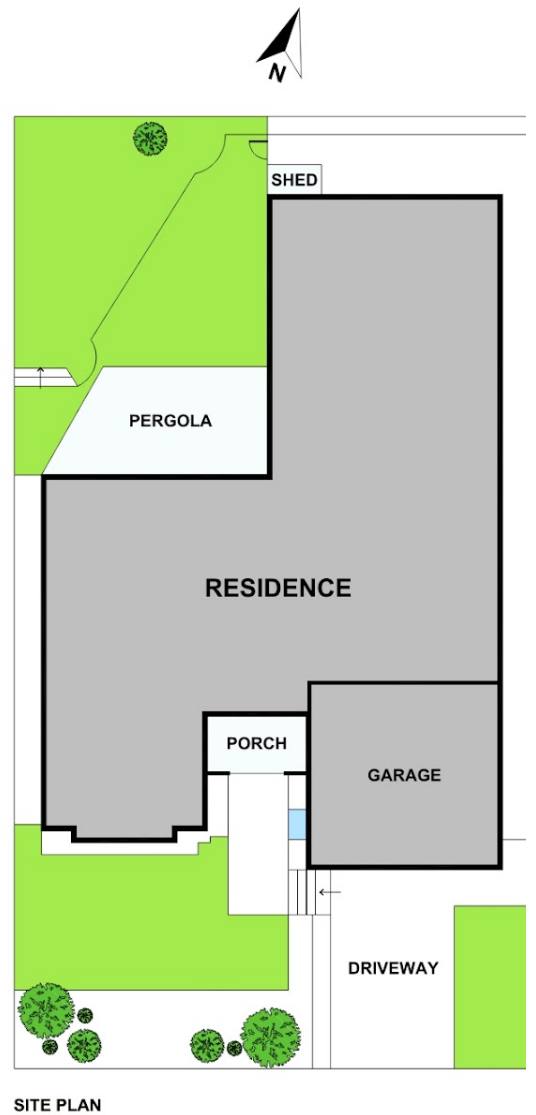 N
SHED
PERGOLA
RESIDENCE
PORCH
GARAGE
DRIVEWAY
SITE PLAN